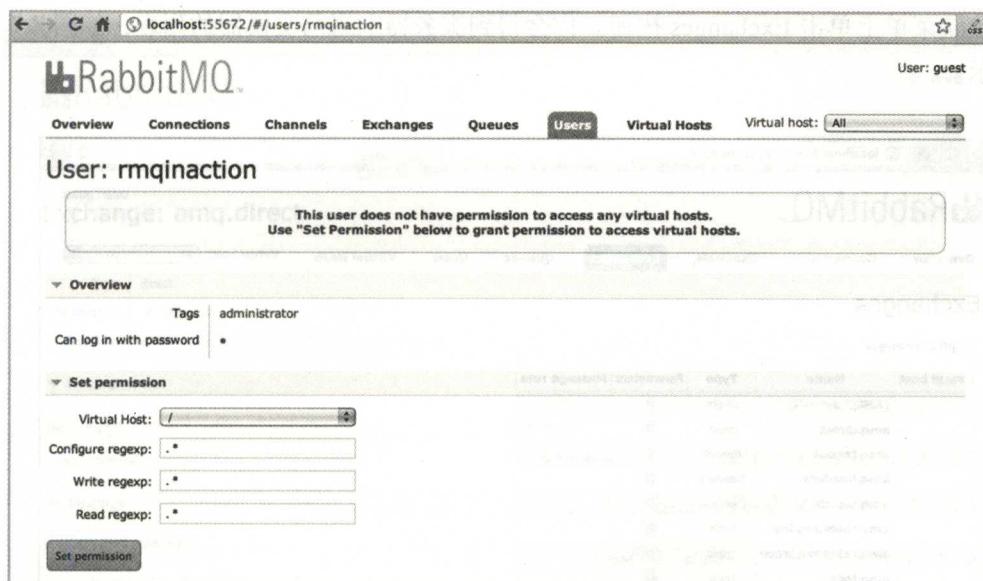 localhost:55672/#/users/rmqinaction
User: guest
RabbitMQ
Overview Connections Channels Exchanges Queues Users Virtual Hosts Virtual host: All
User: rmqinaction
This user does not have permission to access any virtual hosts.
Use "Set Permission" below to grant permission to access virtual hosts.
Overview
Tags administrator
Can log in with password •
Set permission
Virtual Host: /
Configure regexp: .*
Write regexp: .*
Read regexp: .*
Set permission